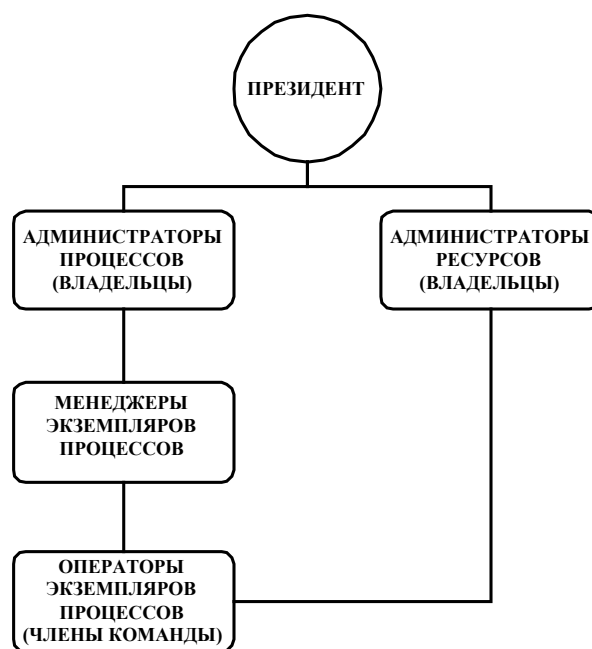 ПРЕЗИДЕНТ
АДМИНИСТРАТОРЫ
ПРОЦЕССОВ
(ВЛАДЕЛЬЦЫ)
АДМИНИСТРАТОРЫ
РЕСУРСОВ
(ВЛАДЕЛЬЦЫ)
МЕНЕДЖЕРЫ
ЭКЗЕМПЛЯРОВ
ПРОЦЕССОВ
ОПЕРАТОРЫ
ЭКЗЕМПЛЯРОВ
ПРОЦЕССОВ
(ЧЛЕНЫ КОМАНДЫ)